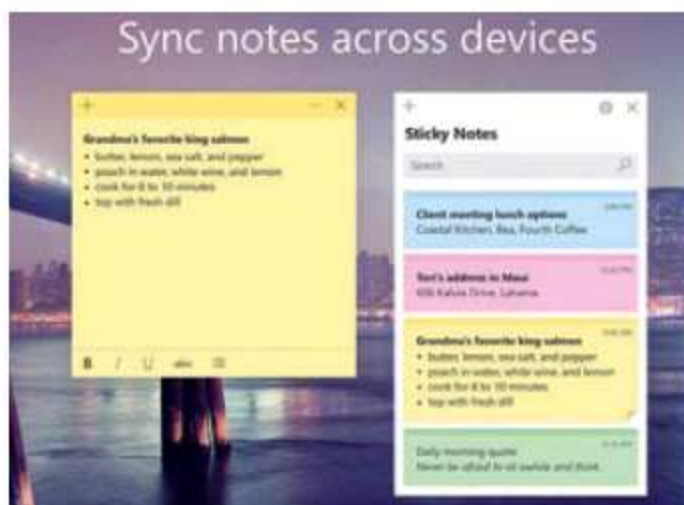 Sync notes across devices
Grandma's favorite king salmon
• butter, lemon, sea salt, and pepper
• poach in water, white wine, and lemon
• cook for 8 to 10 minutes
• top with fresh dill
B I U abc
Sticky Notes
Search
Client meeting lunch options
Coastal Kitchen, Rea, Fourth Coffee
Tori's address in Maui
Kalula Drive, Lahaina
Grandma's favorite king salmon
• butter, lemon, sea salt, and pepper
• poach in water, white wine, and lemon
• cook for 8 to 10 minutes
• top with fresh dill
Daily morning quote
Never be afraid to sit awhile and think.